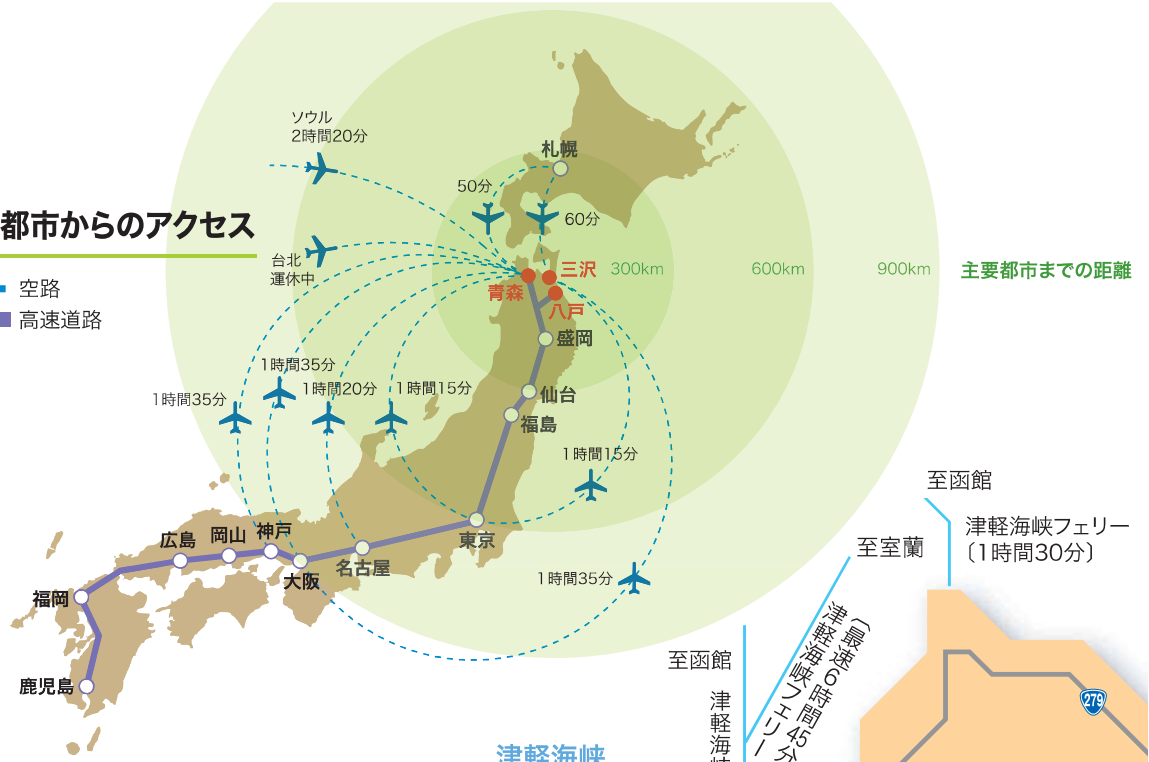 ソウル
2時間20分
札幌
50分
60分
都市からのアクセス
台北
運休中
空路
高速道路
三沢
300km
600km
900km
主要都市までの距離
青森
八戸
盛岡
1時間35分
1時間35分
1時間20分
1時間15分
仙台
福島
1時間15分
東京
至函館
津軽海峡フェリー
〔1時間30分〕
広島
岡山
神戸
大阪
名古屋
至室蘭
1時間35分
福岡
津軽海峡フェリー
〔最速6時間45分
至函館
鹿児島
津軽海峡
279
津軽海峡